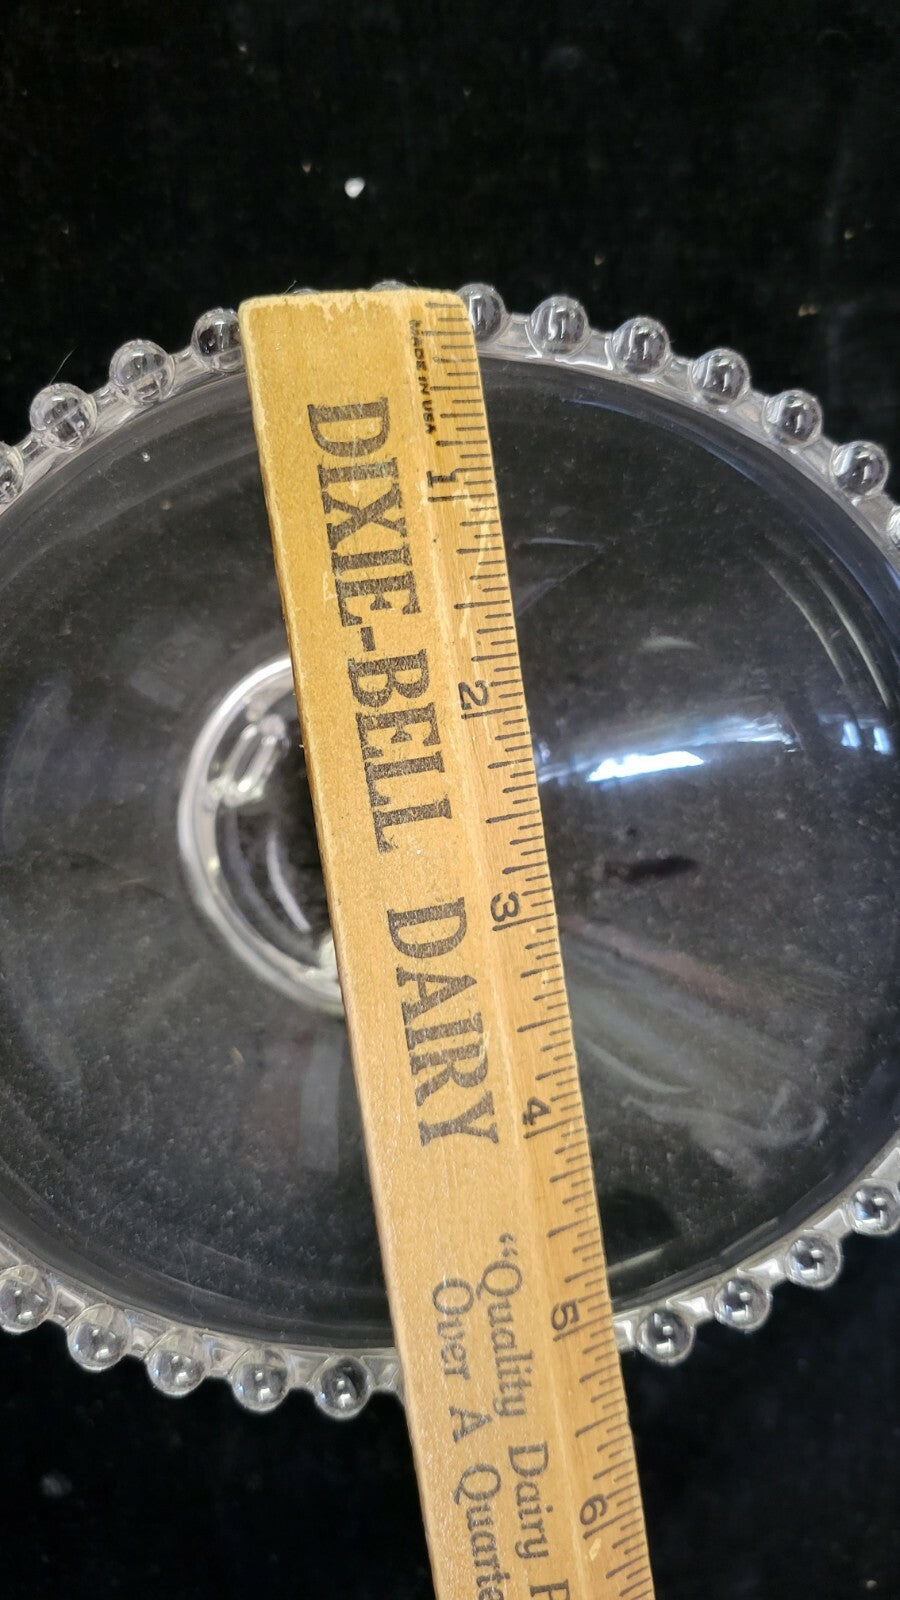 MADE IN USA
DIXIE-BELL DAIRY
"Quality Dairy P
Over A Quarte
1 2 3 4 5 6